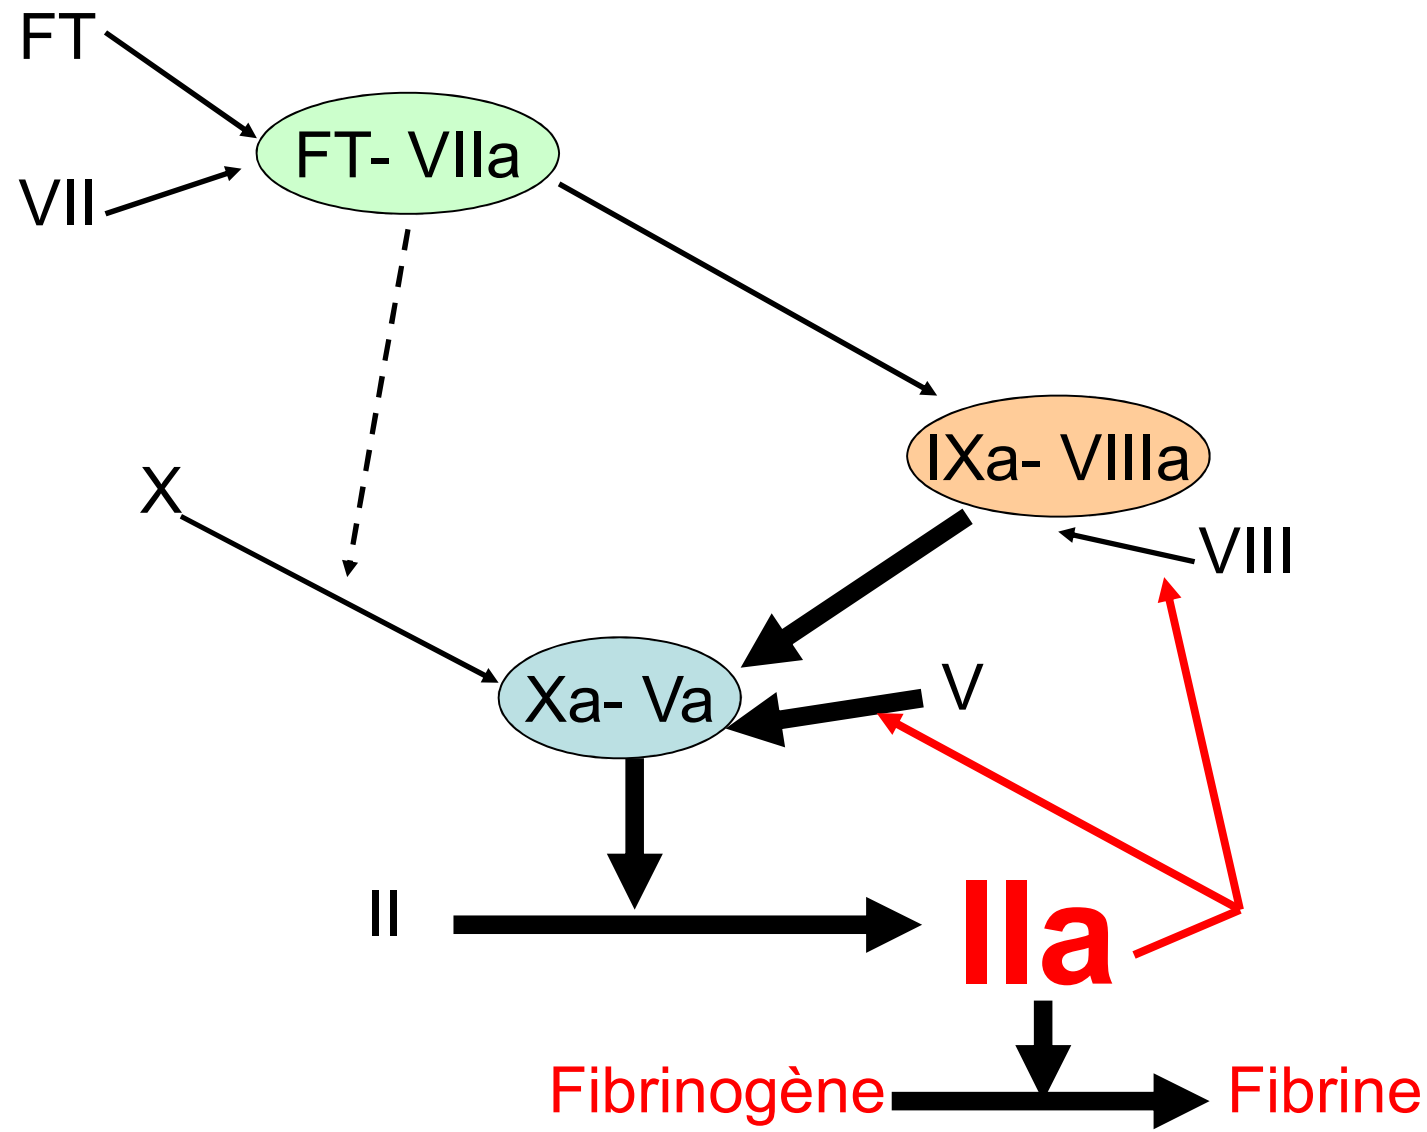 FT
FT- VIIa
VII
IXa- VIIIa
X
VIII
Xa- Va
V
II
IIa
Fibrinogène
Fibrine